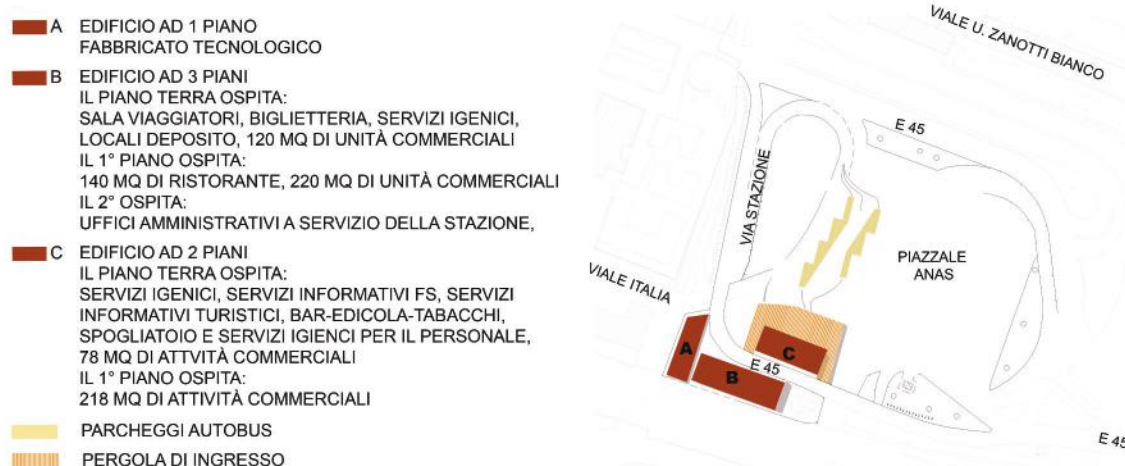 A EDIFICIO AD 1 PIANO
FABBRICATO TECNOLOGICO
B EDIFICIO AD 3 PIANI
IL PIANO TERRA OSPITA:
SALA VIAGGIATORI, BIGLIETTERIA, SERVIZI IGENICI,
LOCALI DEPOSITO, 120 MQ DI UNITÀ COMMERCIALI
IL 1° PIANO OSPITA:
140 MQ DI RISTORANTE, 220 MQ DI UNITÀ COMMERCIALI
IL 2° OSPITA:
UFFICI AMMINISTRATIVI A SERVIZIO DELLA STAZIONE,
C EDIFICIO AD 2 PIANI
IL PIANO TERRA OSPITA:
SERVIZI IGENICI, SERVIZI INFORMATIVI FS, SERVIZI
INFORMATIVI TURISTICI, BAR-EDICOLA-TABACCHI,
SPOGLIATOIO E SERVIZI IGIENCI PER IL PERSONALE,
78 MQ DI ATTVITÀ COMMERCIALI
IL 1° PIANO OSPITA:
218 MQ DI ATTIVITÀ COMMERCIALI
PARCHEGGI AUTOBUS
PERGOLA DI INGRESSO
VIALE U. ZANOTTI BIANCO
E 45
VIA STAZIONE
PIAZZALE
ANAS
VIALE ITALIA
A
B
C
E 45
E 45